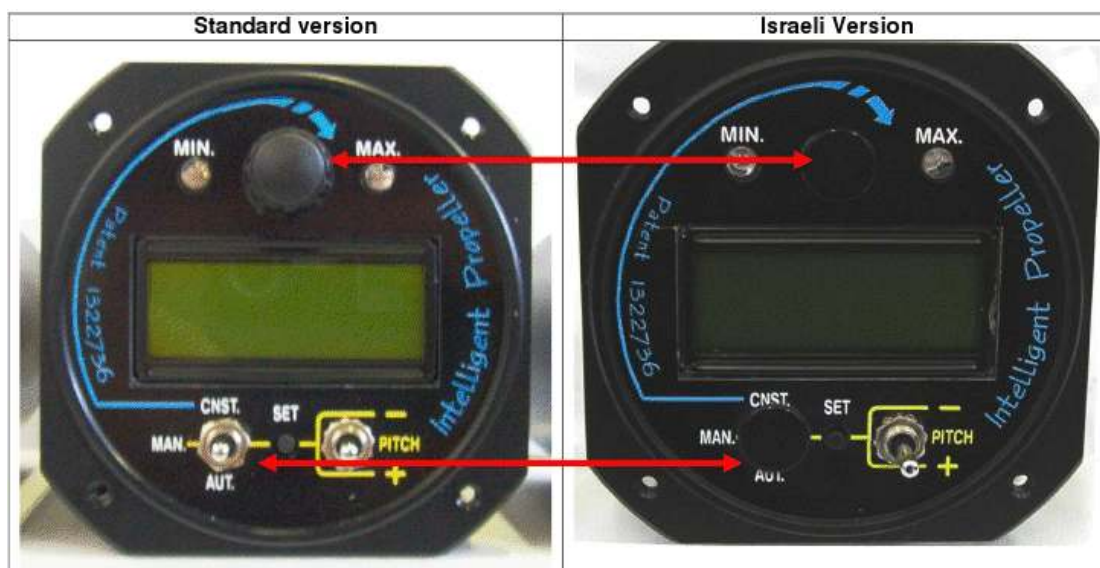 Standard version
Israeli Version
MIN.
MAX.
Patent 1322736
Intelligent Propeller
CNST.
SET
MAN.
PITCH
AUT.
−
+
MIN.
MAX.
Patent 1322736
Intelligent Propeller
CNST.
SET
MAN.
PITCH
AUT.
−
+